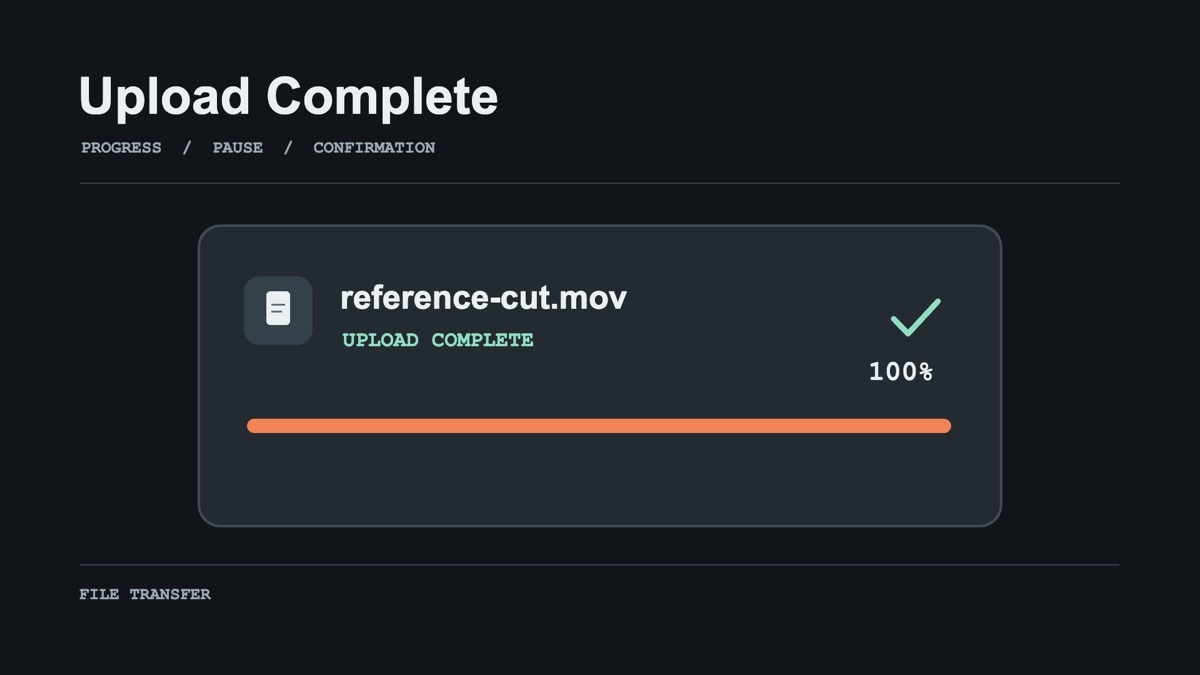 Upload Complete
PROGRESS / PAUSE / CONFIRMATION
reference-cut.mov
UPLOAD COMPLETE
100%
FILE TRANSFER